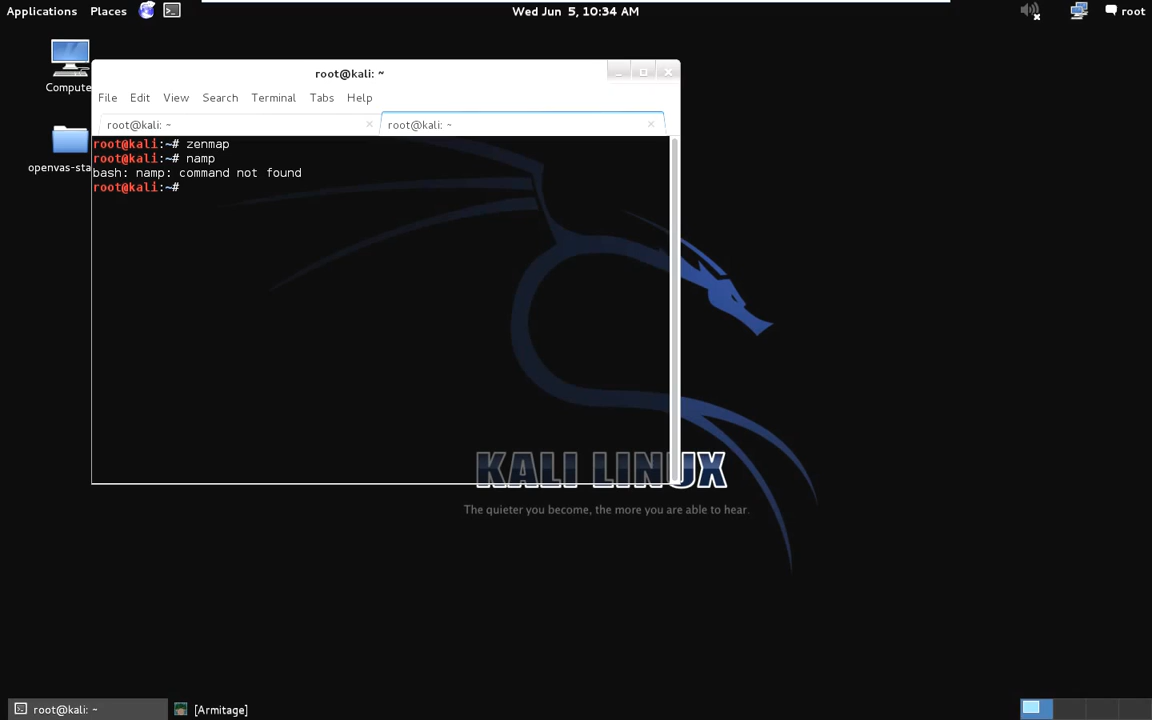 Applications Places Wed Jun 5, 10:34 AM root
Compute
openvas-sta
root@kali: ~
File Edit View Search Terminal Tabs Help
root@kali: ~ root@kali: ~
root@kali:~# zenmap
root@kali:~# namp
bash: namp: command not found
root@kali:~#
KALI LINUX
The quieter you become, the more you are able to hear.
root@kali: ~ [Armitage]